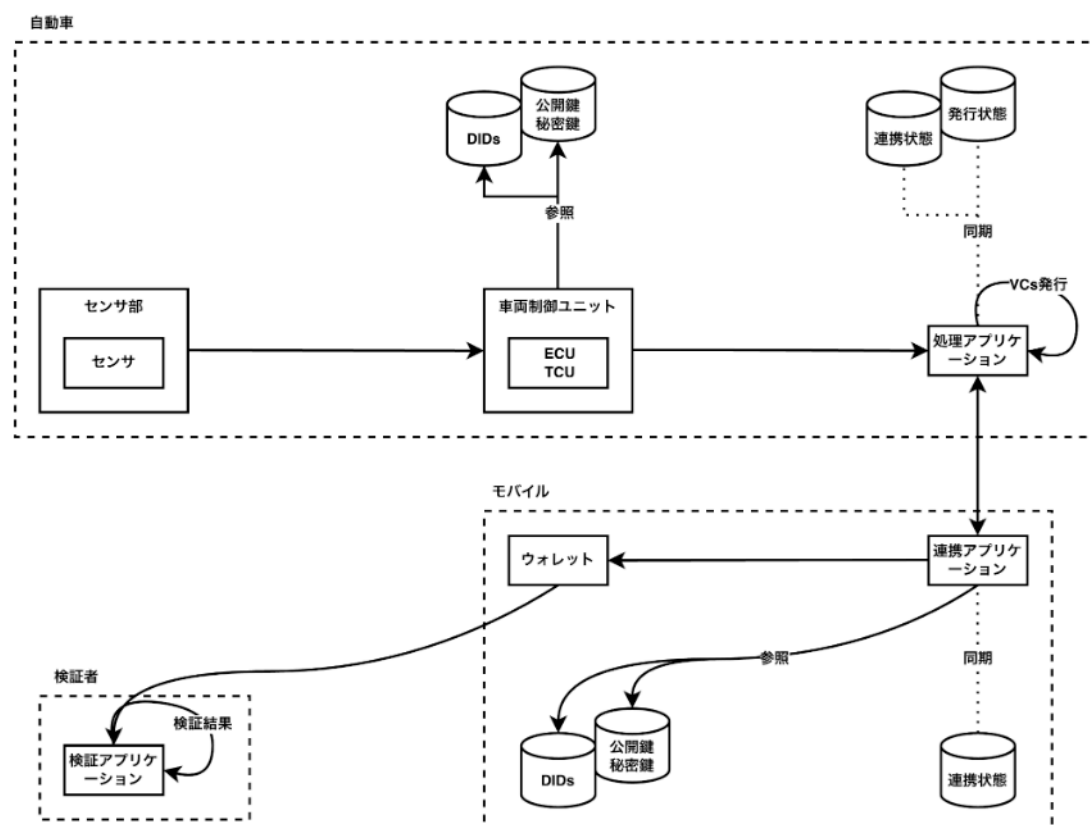 自動車
公開鍵
秘密鍵
DIDs
発行状態
連携状態
参照
同期
センサ部
センサ
車両制御ユニット
ECU
TCU
VCs発行
処理アプリケ
ーション
モバイル
ウォレット
連携アプリケ
ーション
検証者
検証結果
検証アプリケ
ーション
参照
同期
公開鍵
秘密鍵
DIDs
連携状態